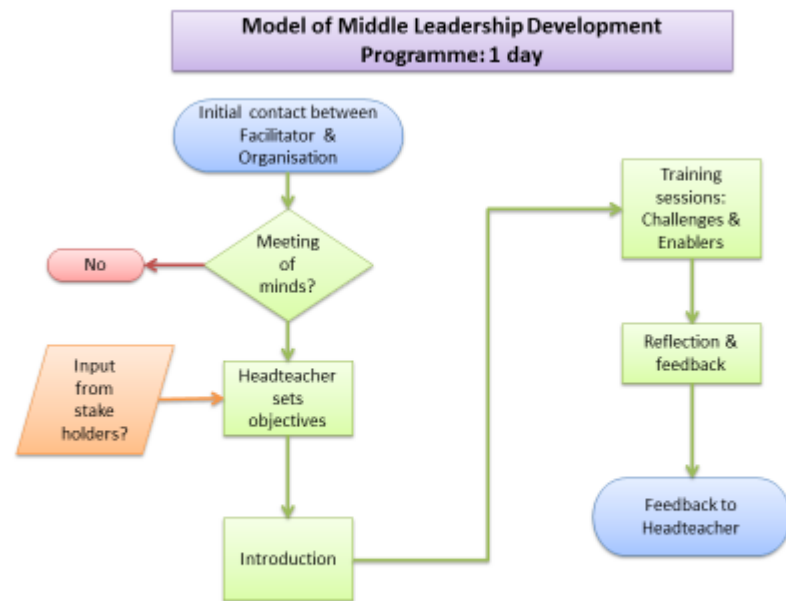 Model of Middle Leadership Development
Programme: 1 day
Initial contact between
Facilitator &
Organisation
Meeting
of
minds?
No
Input
from
stake
holders?
Headteacher
sets
objectives
Introduction
Training
sessions:
Challenges &
Enablers
Reflection &
feedback
Feedback to
Headteacher